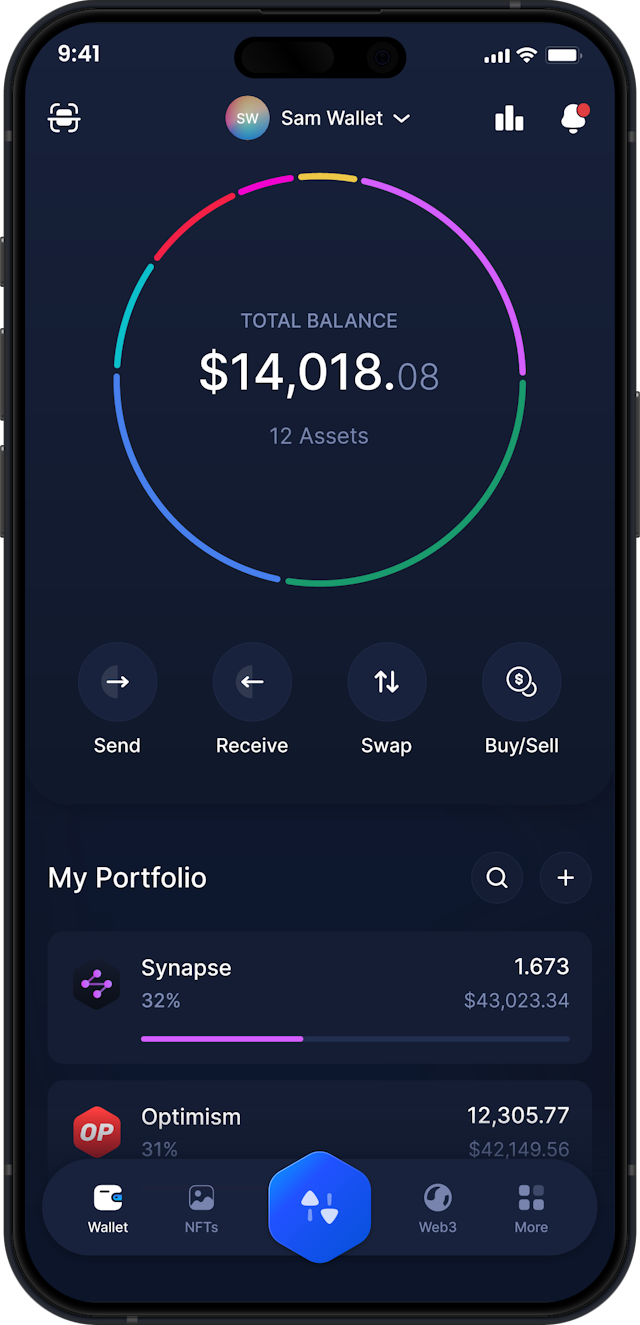 9:41
SW Sam Wallet
TOTAL BALANCE
$14,018.08
12 Assets
Send Receive Swap Buy/Sell
My Portfolio
Synapse 1.673
32% $43,023.34
OP Optimism 12,305.77
31% $42,149.56
Wallet NFTs Web3 More